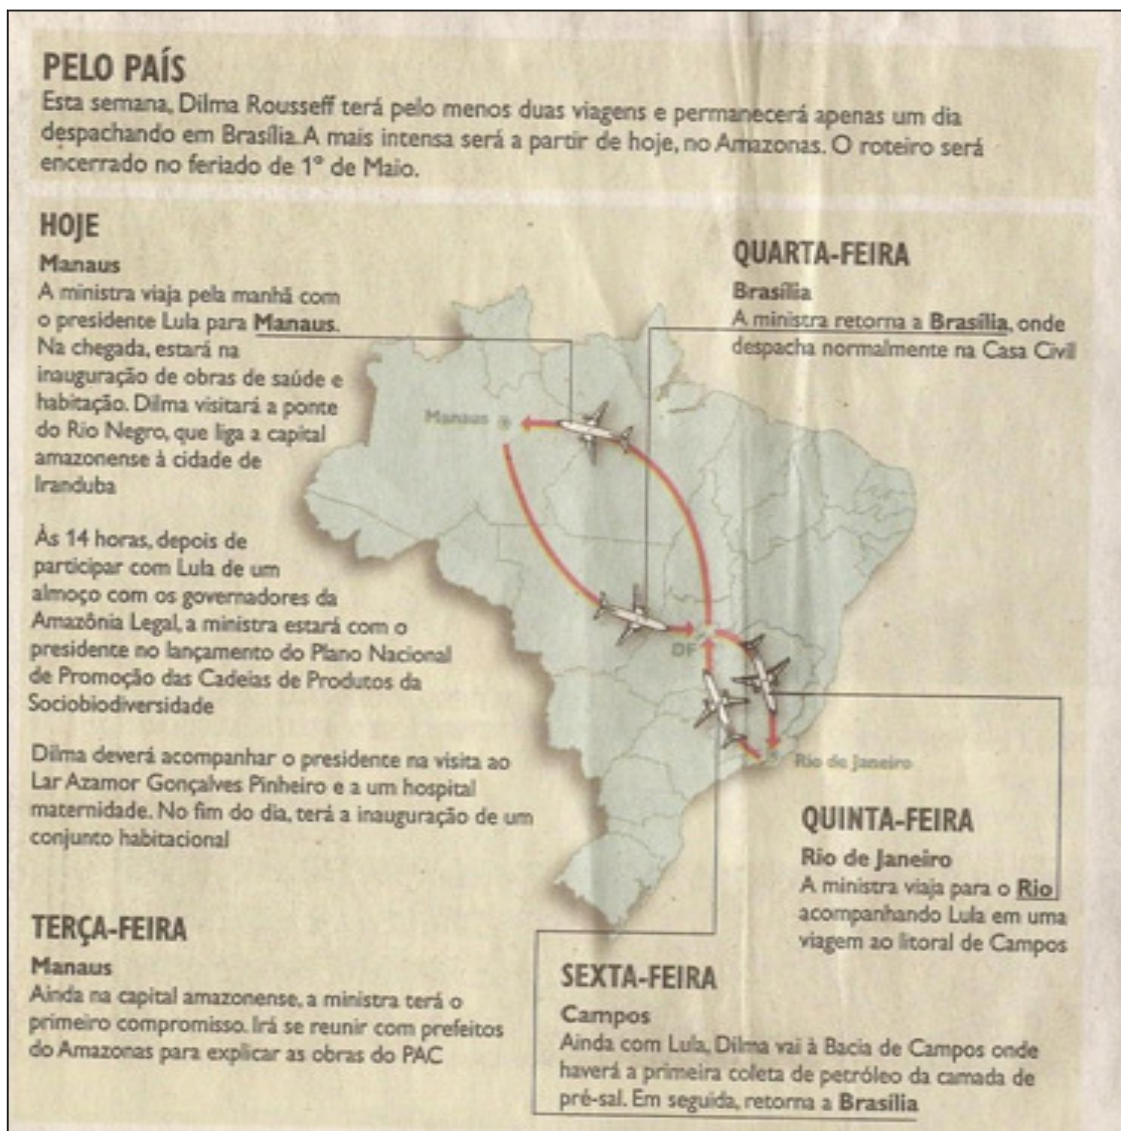 PELO PAÍS
Esta semana, Dilma Rousseff terá pelo menos duas viagens e permanecerá apenas um dia
despachando em Brasília. A mais intensa será a partir de hoje, no Amazonas. O roteiro será
encerrado no feriado de 1º de Maio.
HOJE
Manaus
A ministra viaja pela manhã com
o presidente Lula para Manaus.
Na chegada, estará na
inauguração de obras de saúde e
habitação. Dilma visitará a ponte
do Rio Negro, que liga a capital
amazonense à cidade de
Iranduba
Às 14 horas, depois de
participar com Lula de um
almoço com os governadores da
Amazônia Legal, a ministra estará com o
presidente no lançamento do Plano Nacional
de Promoção das Cadeias de Produtos da
Sociobiodiversidade
Dilma deverá acompanhar o presidente na visita ao
Lar Azamor Gonçalves Pinheiro e a um hospital
maternidade. No fim do dia, terá a inauguração de um
conjunto habitacional
TERÇA-FEIRA
Manaus
Ainda na capital amazonense, a ministra terá o
primeiro compromisso. Irá se reunir com prefeitos
do Amazonas para explicar as obras do PAC
QUARTA-FEIRA
Brasília
A ministra retorna a Brasília, onde
despacha normalmente na Casa Civil
Manaus
DF
Rio de Janeiro
QUINTA-FEIRA
Rio de Janeiro
A ministra viaja para o Rio
acompanhando Lula em uma
viagem ao litoral de Campos
SEXTA-FEIRA
Campos
Ainda com Lula, Dilma vai à Bacia de Campos onde
haverá a primeira coleta de petróleo da camada de
pré-sal. Em seguida, retorna a Brasília